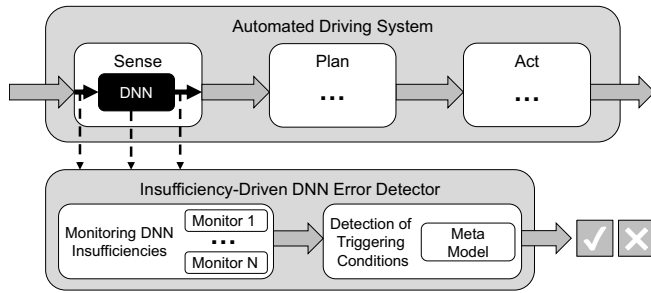 Automated Driving System
Sense
DNN
Plan
...
Act
...
Insufficiency-Driven DNN Error Detector
Monitoring DNN
Insufficiencies
Monitor 1
...
Monitor N
Detection of
Triggering
Conditions
Meta
Model